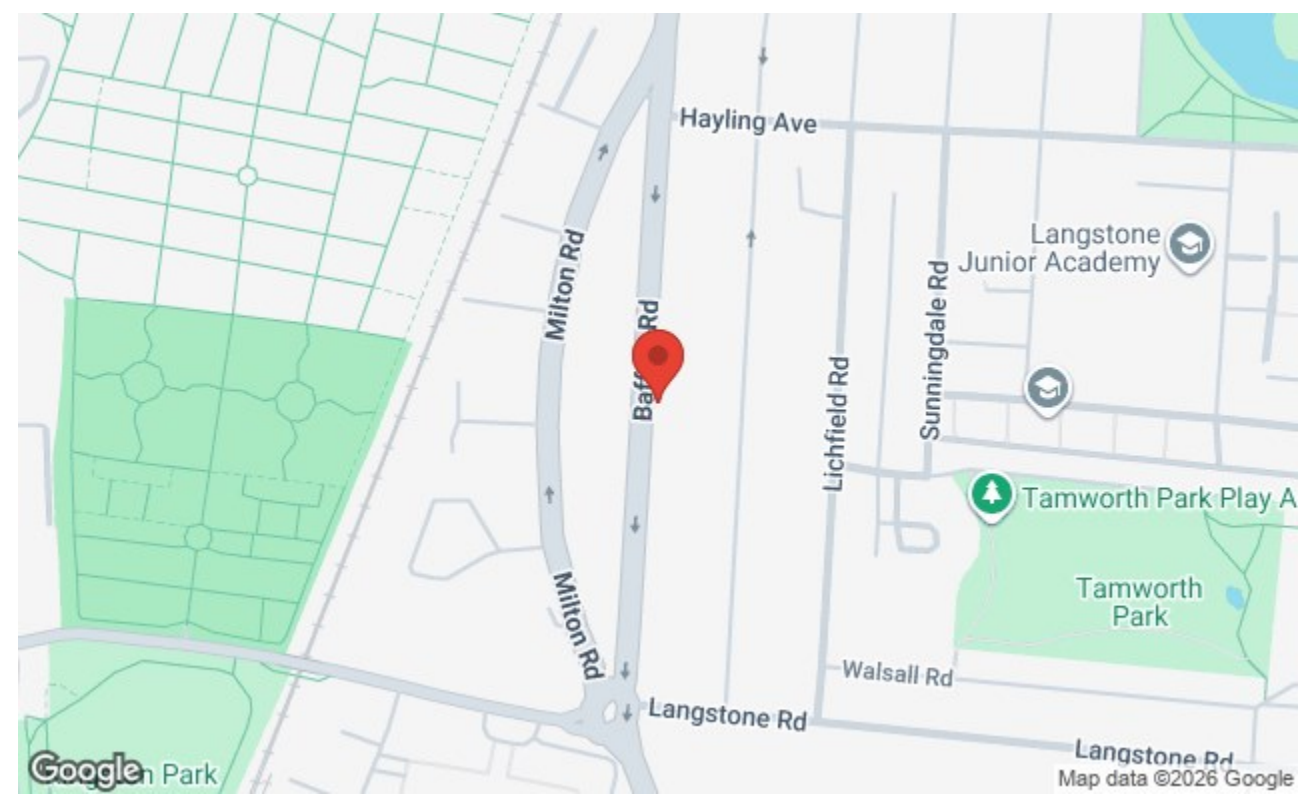 Hayling Ave
Langstone
Junior Academy
Milton Rd
Rd
Sunningdale Rd
Lichfield Rd
Tamworth Park Play A
Tamworth
Park
Milton Rd
Walsall Rd
Langstone Rd
Langstone Rd
Google
Park
Map data ©2026 Google